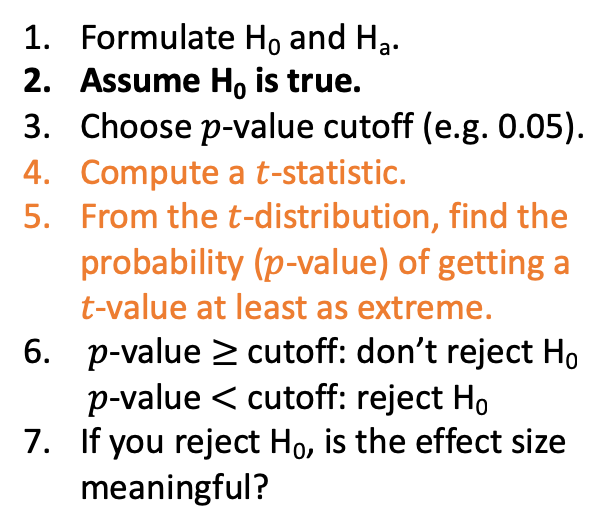 1. Formulate H₀ and Hₐ.
2. Assume H₀ is true.
3. Choose p-value cutoff (e.g. 0.05).
4. Compute a t-statistic.
5. From the t-distribution, find the
probability (p-value) of getting a
t-value at least as extreme.
6. p-value ≥ cutoff: don’t reject H₀
p-value < cutoff: reject H₀
7. If you reject H₀, is the effect size
meaningful?